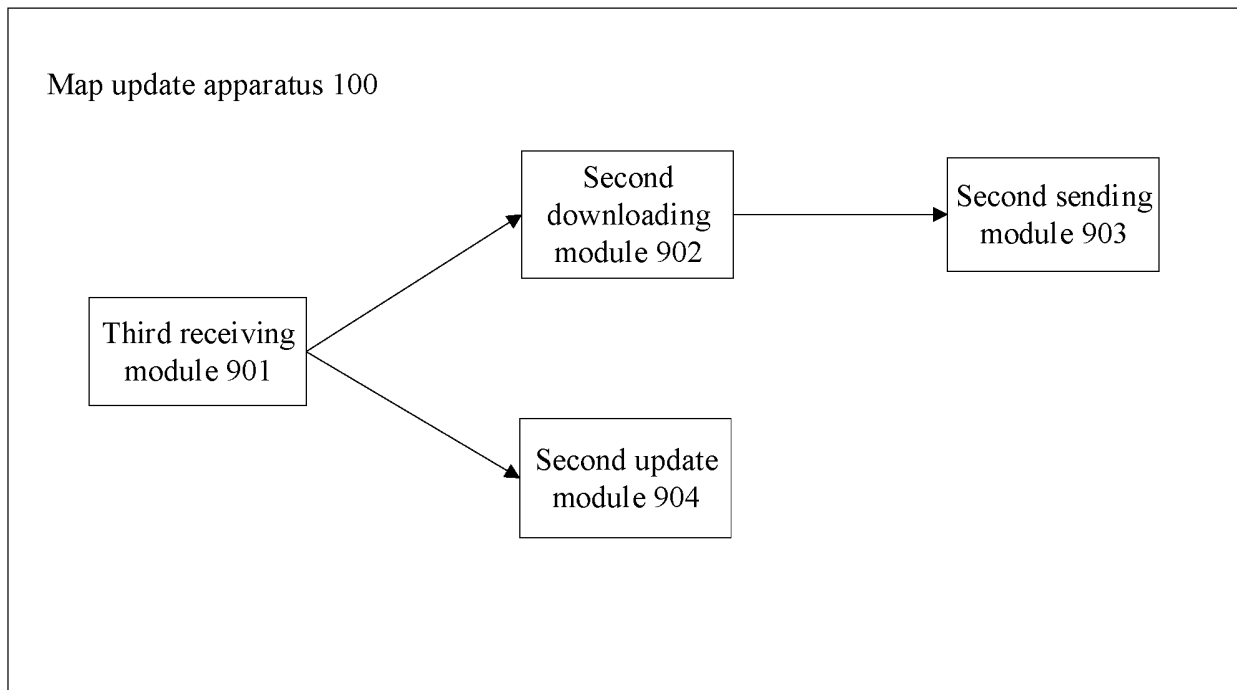 Map update apparatus 100
Second
downloading
module 902
Second sending
module 903
Third receiving
module 901
Second update
module 904